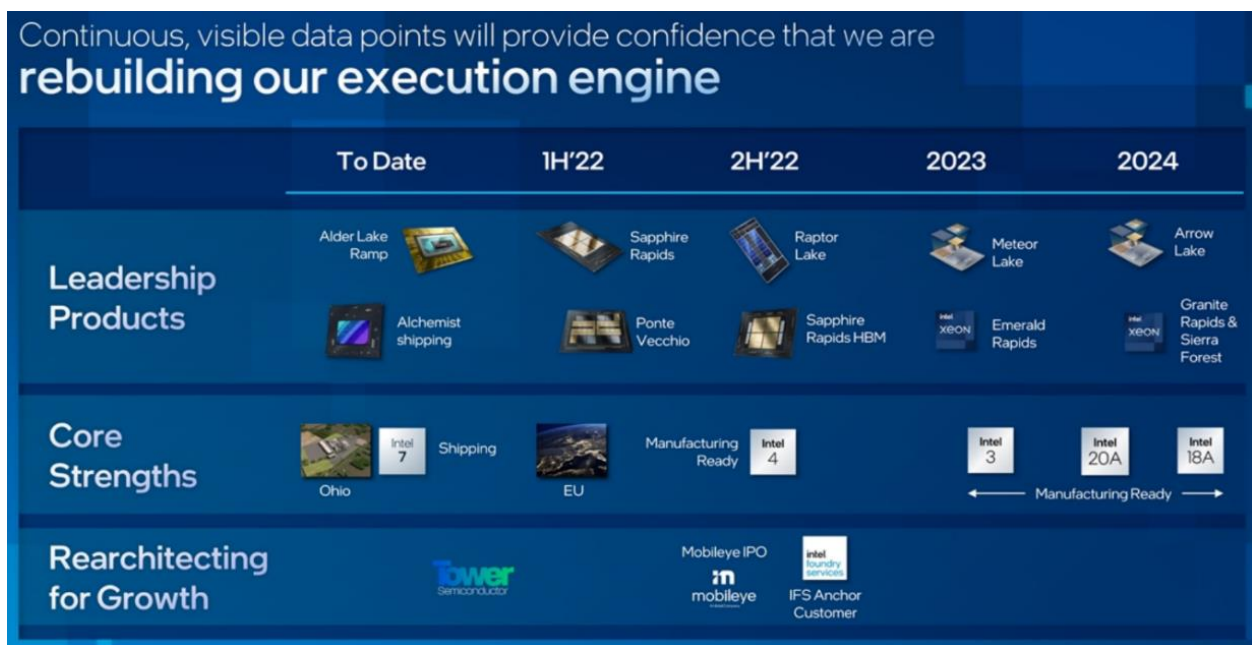 Continuous, visible data points will provide confidence that we are
rebuilding our execution engine
To Date
1H'22
2H'22
2023
2024
Leadership
Products
Alder Lake
Ramp
Sapphire
Rapids
Raptor
Lake
Meteor
Lake
Arrow
Lake
Alchemist
shipping
Ponte
Vecchio
Sapphire
Rapids HBM
intel
XEON
Emerald
Rapids
intel
XEON
Granite
Rapids &
Sierra
Forest
Core
Strengths
Ohio
Intel
7
Shipping
EU
Manufacturing
Ready
Intel
4
Intel
3
Intel
20A
Intel
18A
Manufacturing Ready
Rearchitecting
for Growth
Tower
Semiconductor
Mobileye IPO
mobileye
intel
foundry
services
IFS Anchor
Customer